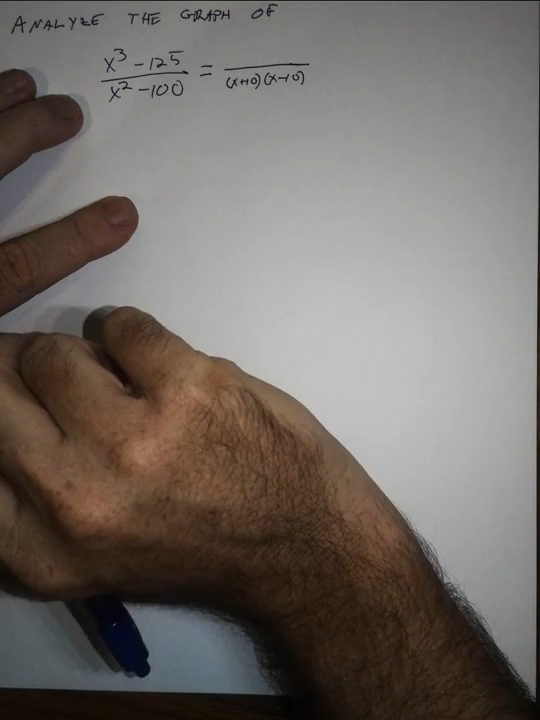 ANALYZE THE GRAPH OF
x³ - 125 / x² - 100 = / (x+10)(x-10)